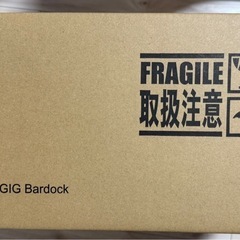 FRAGILE
取扱注意
GIG Bardock